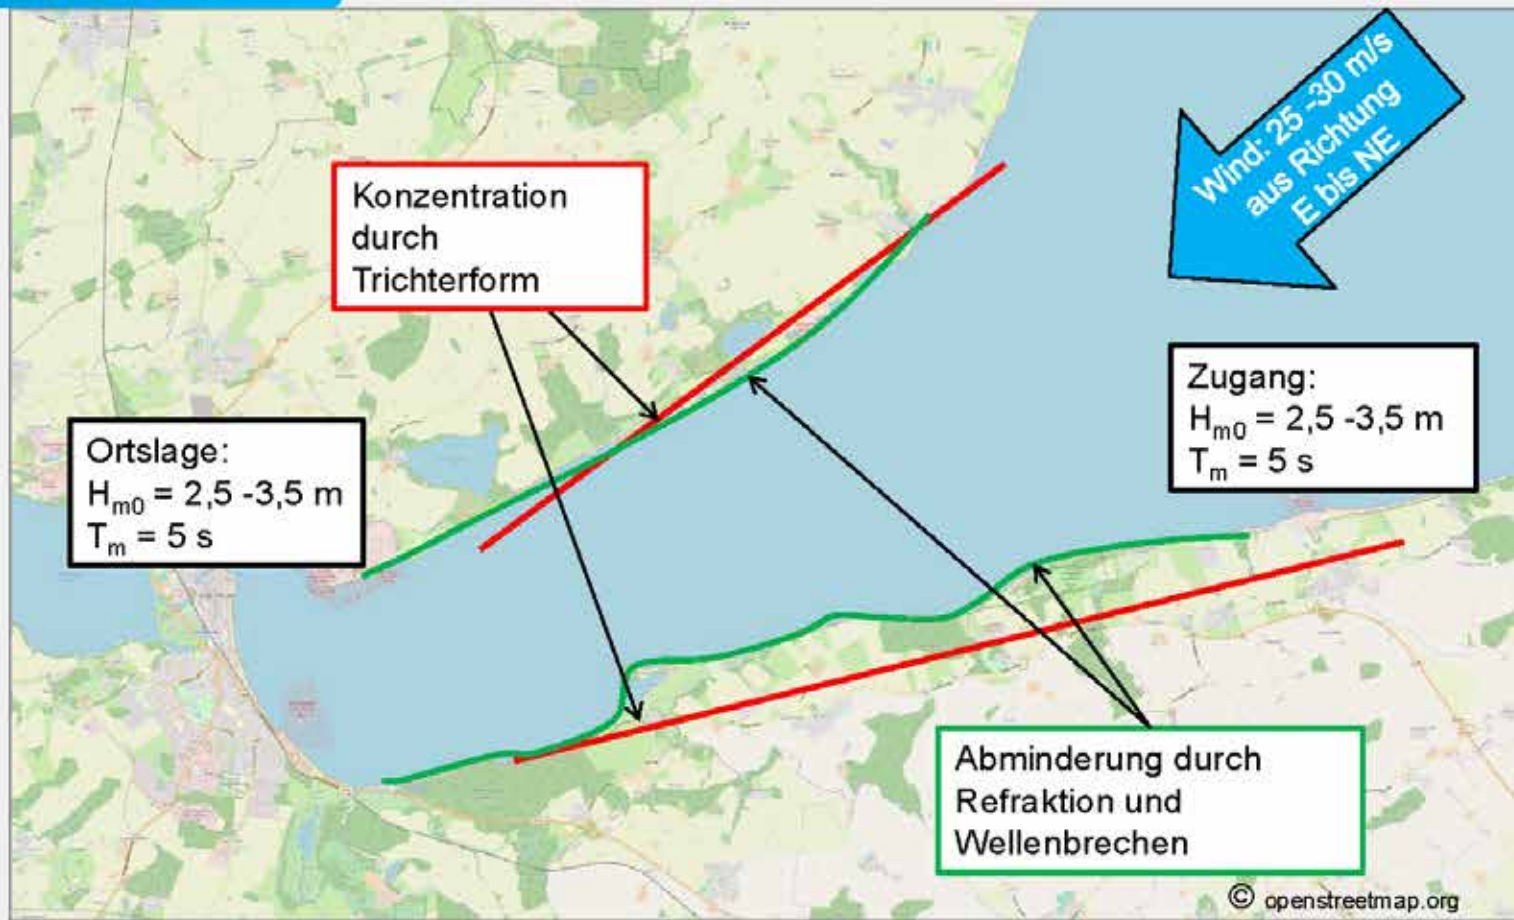 Wind: 25 -30 m/s
aus Richtung
E bis NE
Konzentration
durch
Trichterform
Zugang:
Hm0 = 2,5 -3,5 m
Tm = 5 s
Ortslage:
Hm0 = 2,5 -3,5 m
Tm = 5 s
Abminderung durch
Refraktion und
Wellenbrechen
© openstreetmap.org